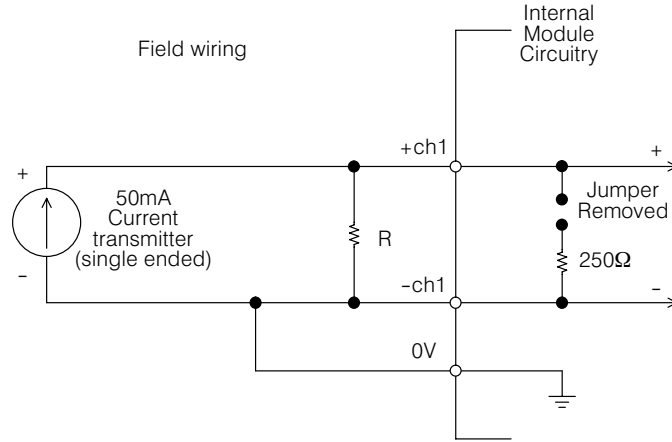 Internal
Module
Circuitry
Field wiring
+ch1
+
+
50mA
Current
transmitter
(single ended)
R
Jumper
Removed
250Ω
–
–ch1
–
0V